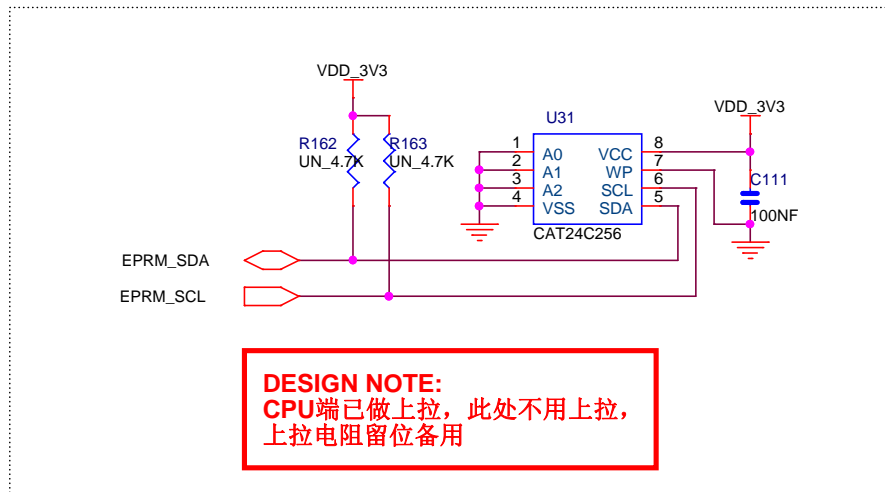 VDD_3V3
VDD_3V3
U31
R162
R163
UN_4.7K
UN_4.7K
1
A0
VCC
8
2
A1
WP
7
3
A2
SCL
6
4
VSS
SDA
5
C111
100NF
CAT24C256
EPRM_SDA
EPRM_SCL
DESIGN NOTE:
CPU端已做上拉，此处不用上拉，
上拉电阻留位备用